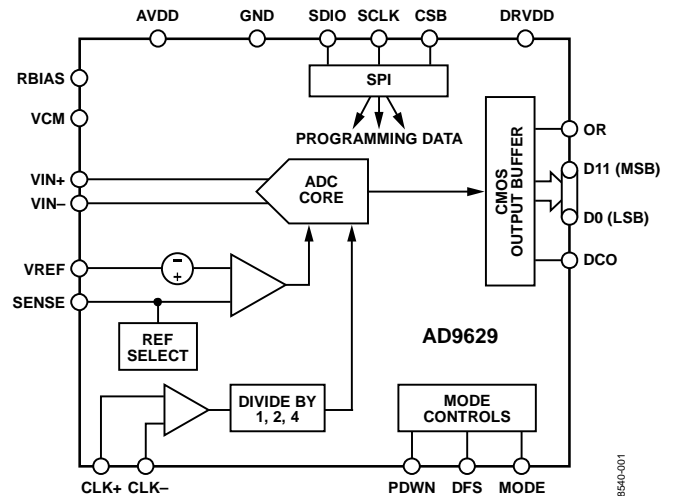 AVDD GND SDIO SCLK CSB DRVDD
RBIAS
SPI
VCM
PROGRAMMING DATA
OR
VIN+
ADC
CORE
CMOS
OUTPUT BUFFER
D11 (MSB)
VIN–
D0 (LSB)
VREF
–
+
DCO
SENSE
REF
SELECT
AD9629
DIVIDE BY
1, 2, 4
MODE
CONTROLS
CLK+ CLK– PDWN DFS MODE
8540-001